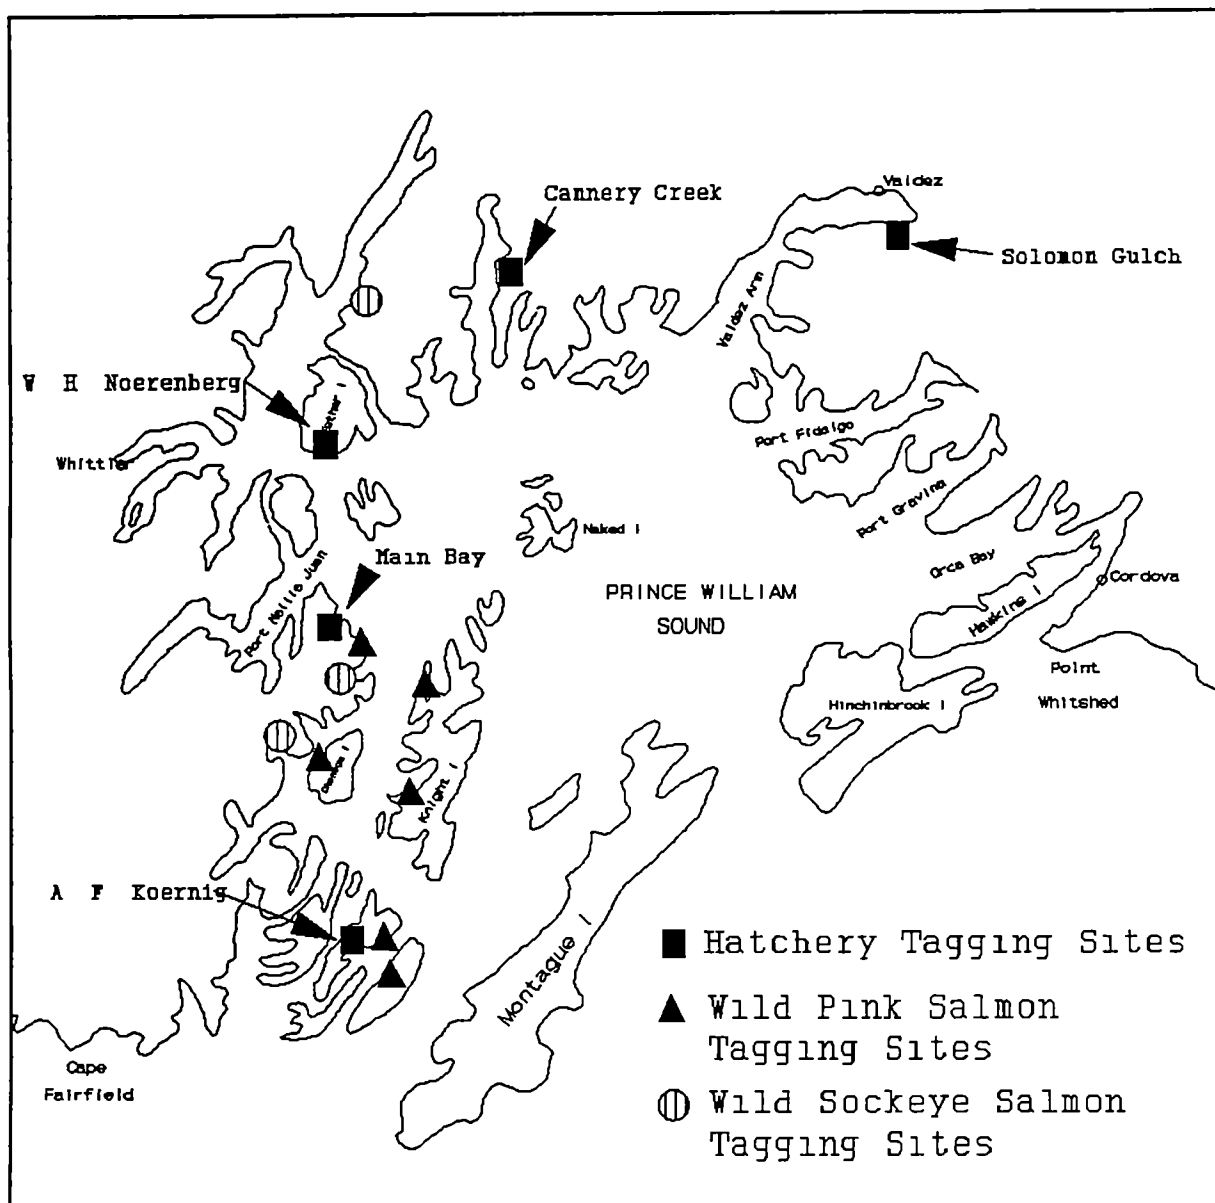 Valdez
Cannery Creek
Solomon Gulch
Valdez Arm
W H Noerenberg
Whittier
Port Fidalgo
Port Gravina
Naked I
Main Bay
Port Nellie Juan
Orca Bay
Cordova
PRINCE WILLIAM
SOUND
Hawkins I
Point
Whitshed
Hinchinbrook I
Knight I
A F Koernig
Montague I
Cape
Fairfield
Hatchery Tagging Sites
Wild Pink Salmon
Tagging Sites
Wild Sockeye Salmon
Tagging Sites